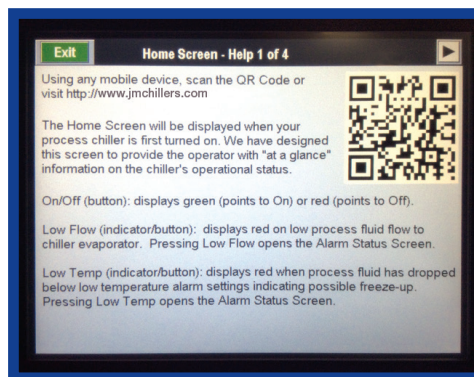 Exit
Home Screen - Help 1 of 4
Using any mobile device, scan the QR Code or
visit http://www.jmchillers.com
The Home Screen will be displayed when your
process chiller is first turned on. We have designed
this screen to provide the operator with "at a glance"
information on the chiller's operational status.
On/Off (button): displays green (points to On) or red (points to Off).
Low Flow (indicator/button): displays red on low process fluid flow to
chiller evaporator. Pressing Low Flow opens the Alarm Status Screen.
Low Temp (indicator/button): displays red when process fluid has dropped
below low temperature alarm settings indicating possible freeze-up.
Pressing Low Temp opens the Alarm Status Screen.